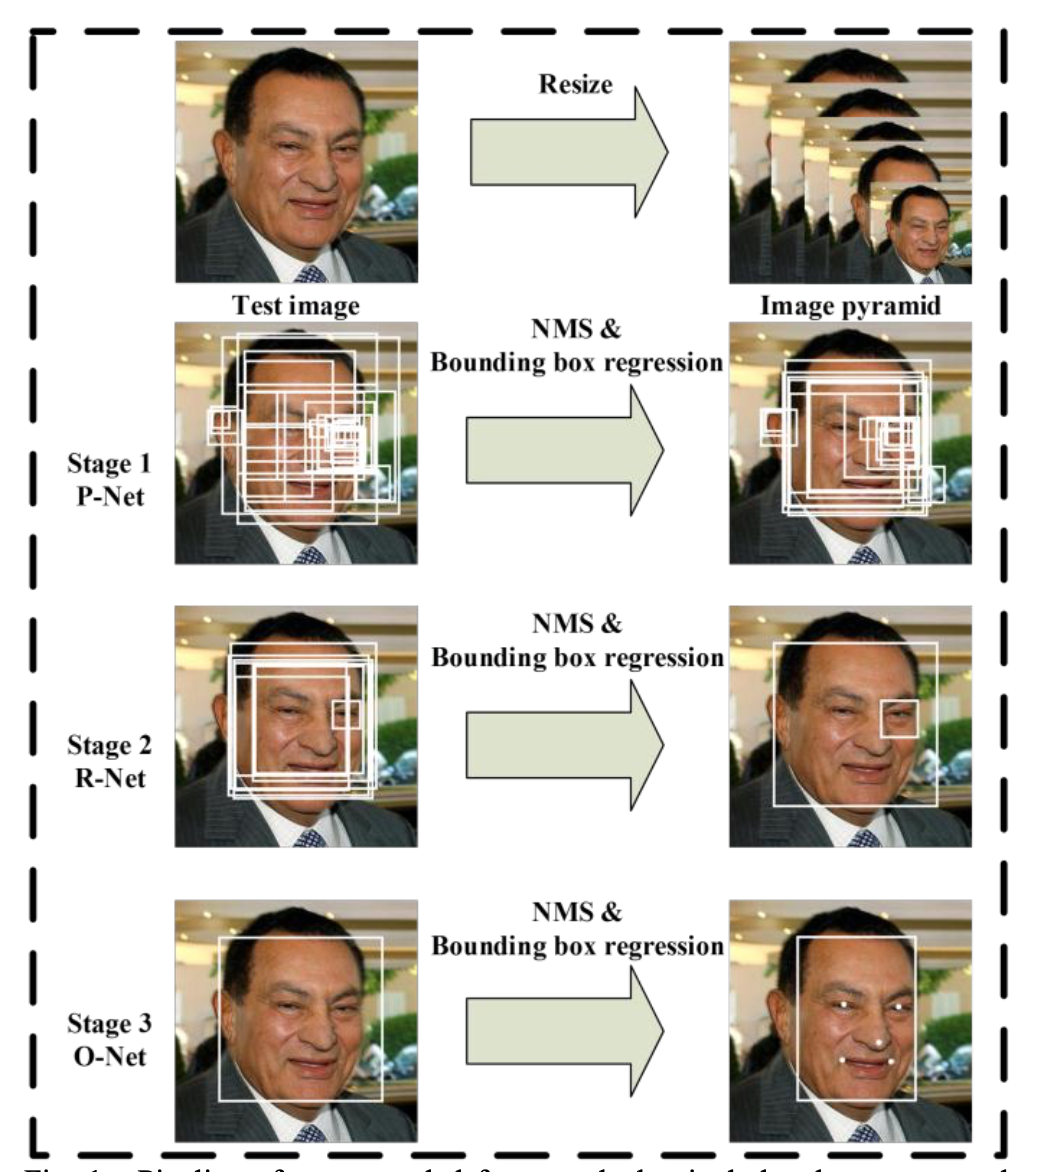 Resize
Test image
Image pyramid
NMS &
Bounding box regression
Stage 1
P-Net
NMS &
Bounding box regression
Stage 2
R-Net
NMS &
Bounding box regression
Stage 3
O-Net